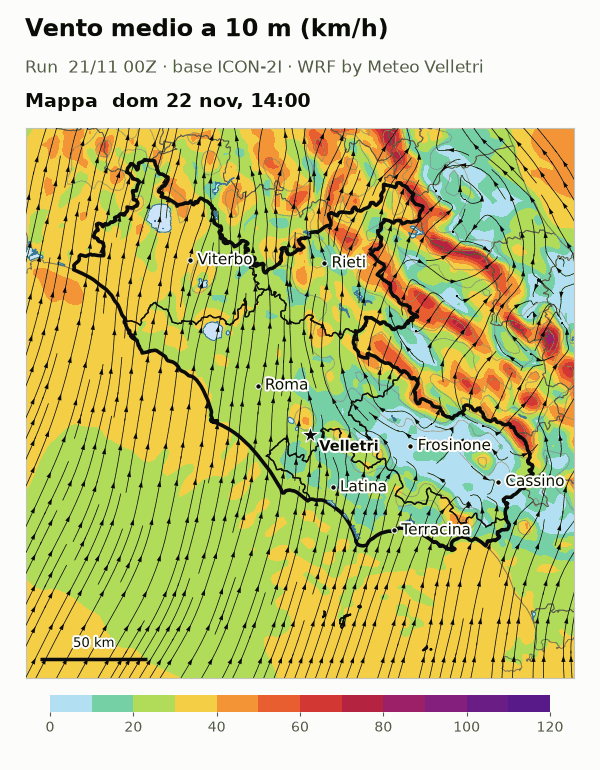 Vento medio a 10 m (km/h)
Run 21/11 00Z · base ICON-2I · WRF by Meteo Velletri
Mappa dom 22 nov, 14:00
Viterbo
Rieti
Roma
Velletri
Frosinone
Latina
Cassino
Terracina
50 km
0 20 40 60 80 100 120